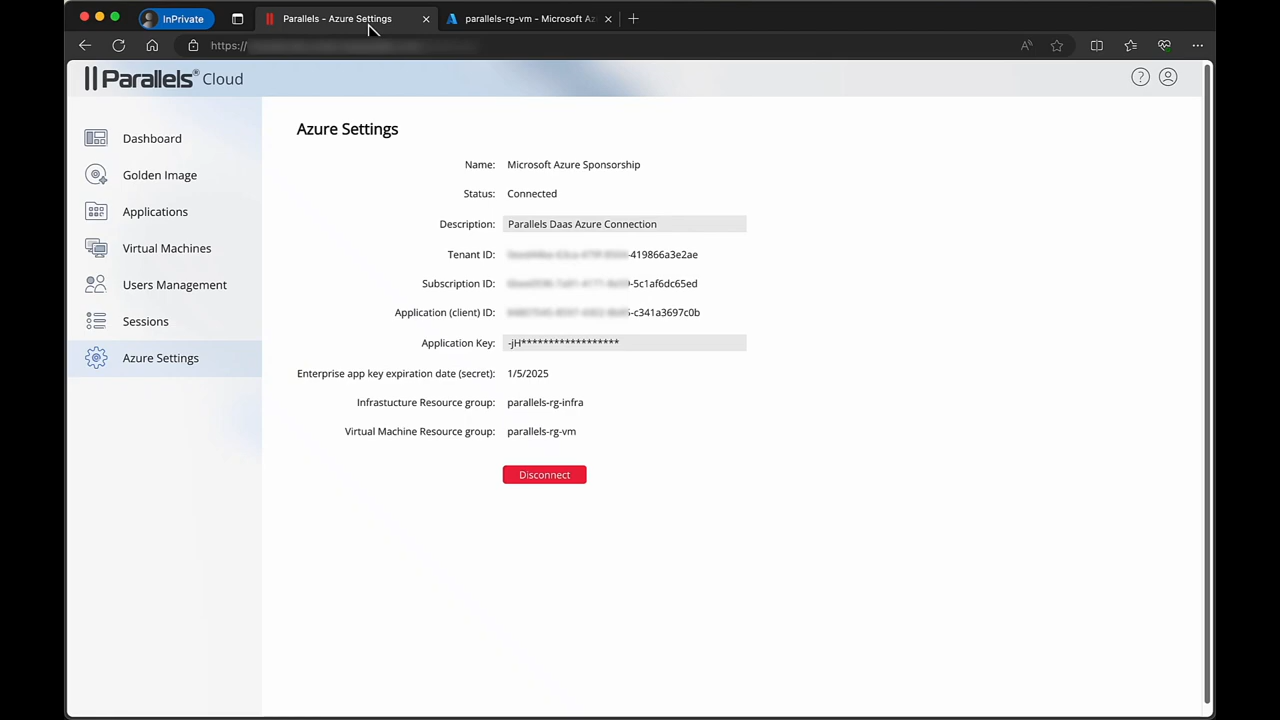 InPrivate
Parallels - Azure Settings
parallels-rg-vm - Microsoft Az
https://
Parallels® Cloud
Dashboard
Golden Image
Applications
Virtual Machines
Users Management
Sessions
Azure Settings
Azure Settings
Name: Microsoft Azure Sponsorship
Status: Connected
Description: Parallels Daas Azure Connection
Tenant ID: -419866a3e2ae
Subscription ID: -5c1af6dc65ed
Application (client) ID: -c341a3697c0b
Application Key: -jH******************
Enterprise app key expiration date (secret): 1/5/2025
Infrastucture Resource group: parallels-rg-infra
Virtual Machine Resource group: parallels-rg-vm
Disconnect